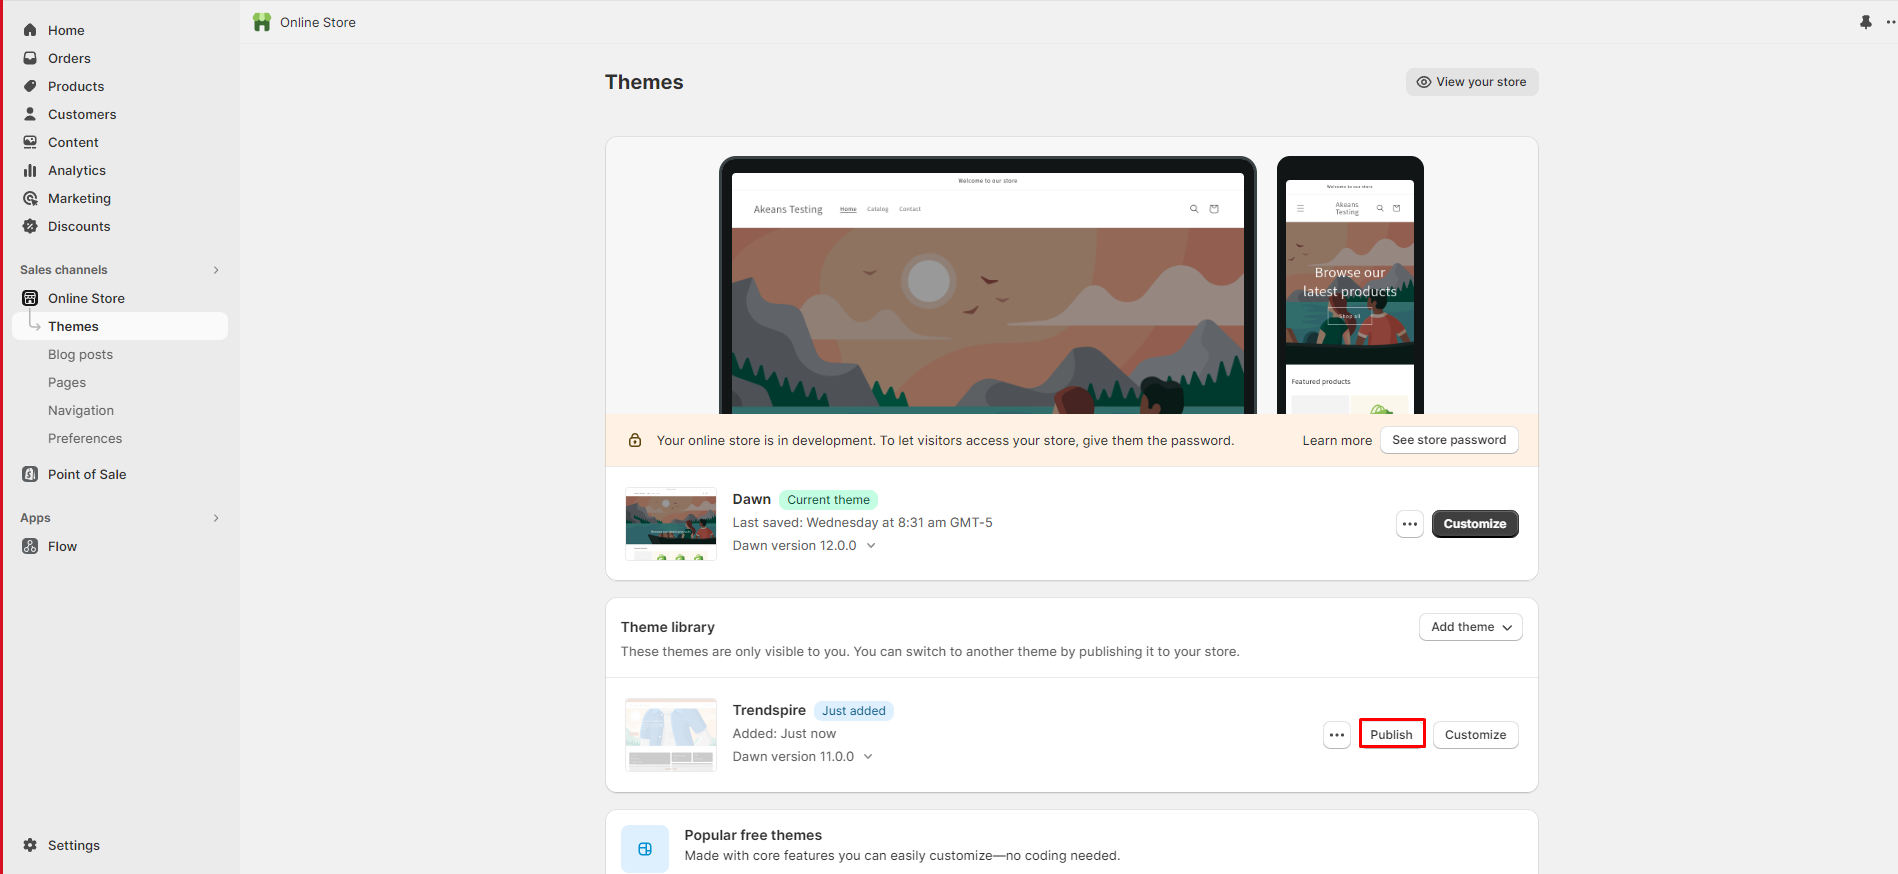 Home
Orders
Products
Customers
Content
Analytics
Marketing
Discounts
Sales channels
Online Store
Themes
Blog posts
Pages
Navigation
Preferences
Point of Sale
Apps
Flow
Settings
Online Store
Themes
View your store
Welcome to our store
Akeans Testing Home Catalog Contact
Welcome to our store
Akeans
Testing
Browse our
latest products
Shop all
Featured products
Your online store is in development. To let visitors access your store, give them the password.
Learn more See store password
Dawn Current theme
Last saved: Wednesday at 8:31 am GMT-5
Dawn version 12.0.0
Customize
Theme library
Add theme
These themes are only visible to you. You can switch to another theme by publishing it to your store.
Trendspire Just added
Added: Just now
Dawn version 11.0.0
Publish Customize
Popular free themes
Made with core features you can easily customize—no coding needed.